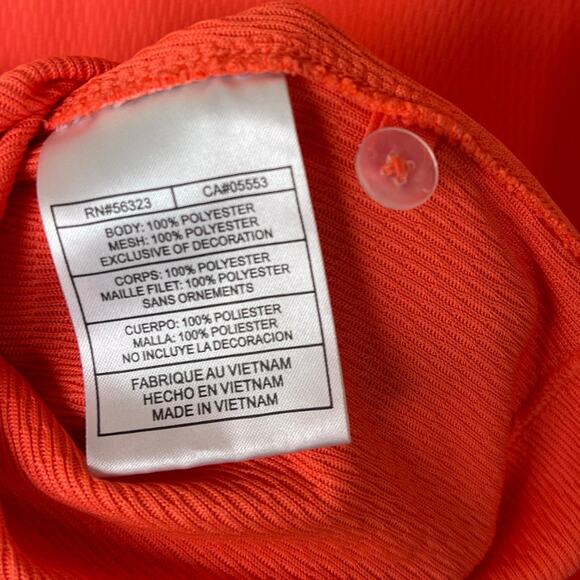 RN#56323 CA#05553
BODY: 100% POLYESTER
MESH: 100% POLYESTER
EXCLUSIVE OF DECORATION
CORPS: 100% POLYESTER
MAILLE FILET: 100% POLYESTER
SANS ORNEMENTS
CUERPO: 100% POLIESTER
MALLA: 100% POLIESTER
NO INCLUYE LA DECORACION
FABRIQUE AU VIETNAM
HECHO EN VIETNAM
MADE IN VIETNAM